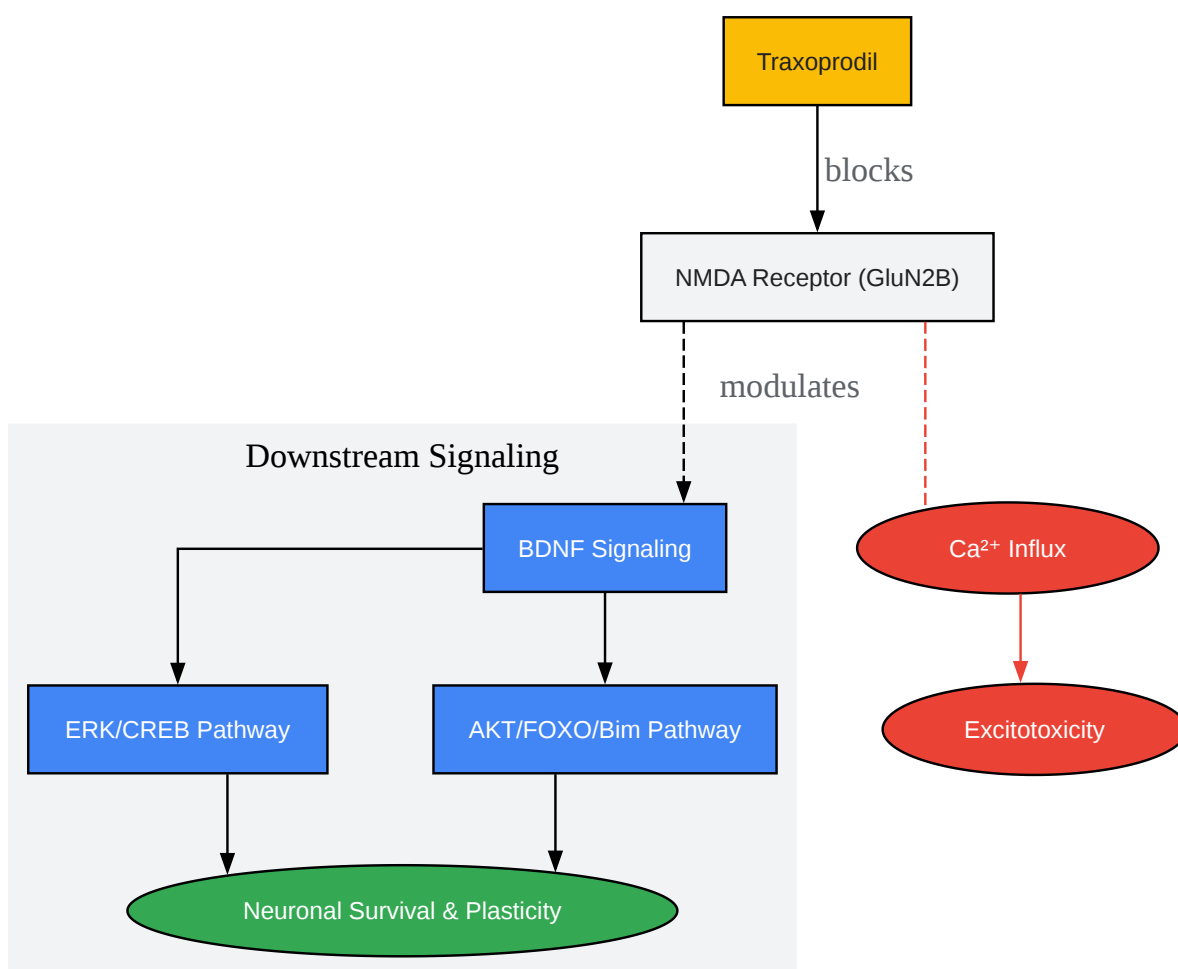 Traxoprodil
blocks
NMDA Receptor (GluN2B)
modulates
Downstream Signaling
BDNF Signaling
Ca²⁺ Influx
ERK/CREB Pathway
AKT/FOXO/Bim Pathway
Excitotoxicity
Neuronal Survival & Plasticity